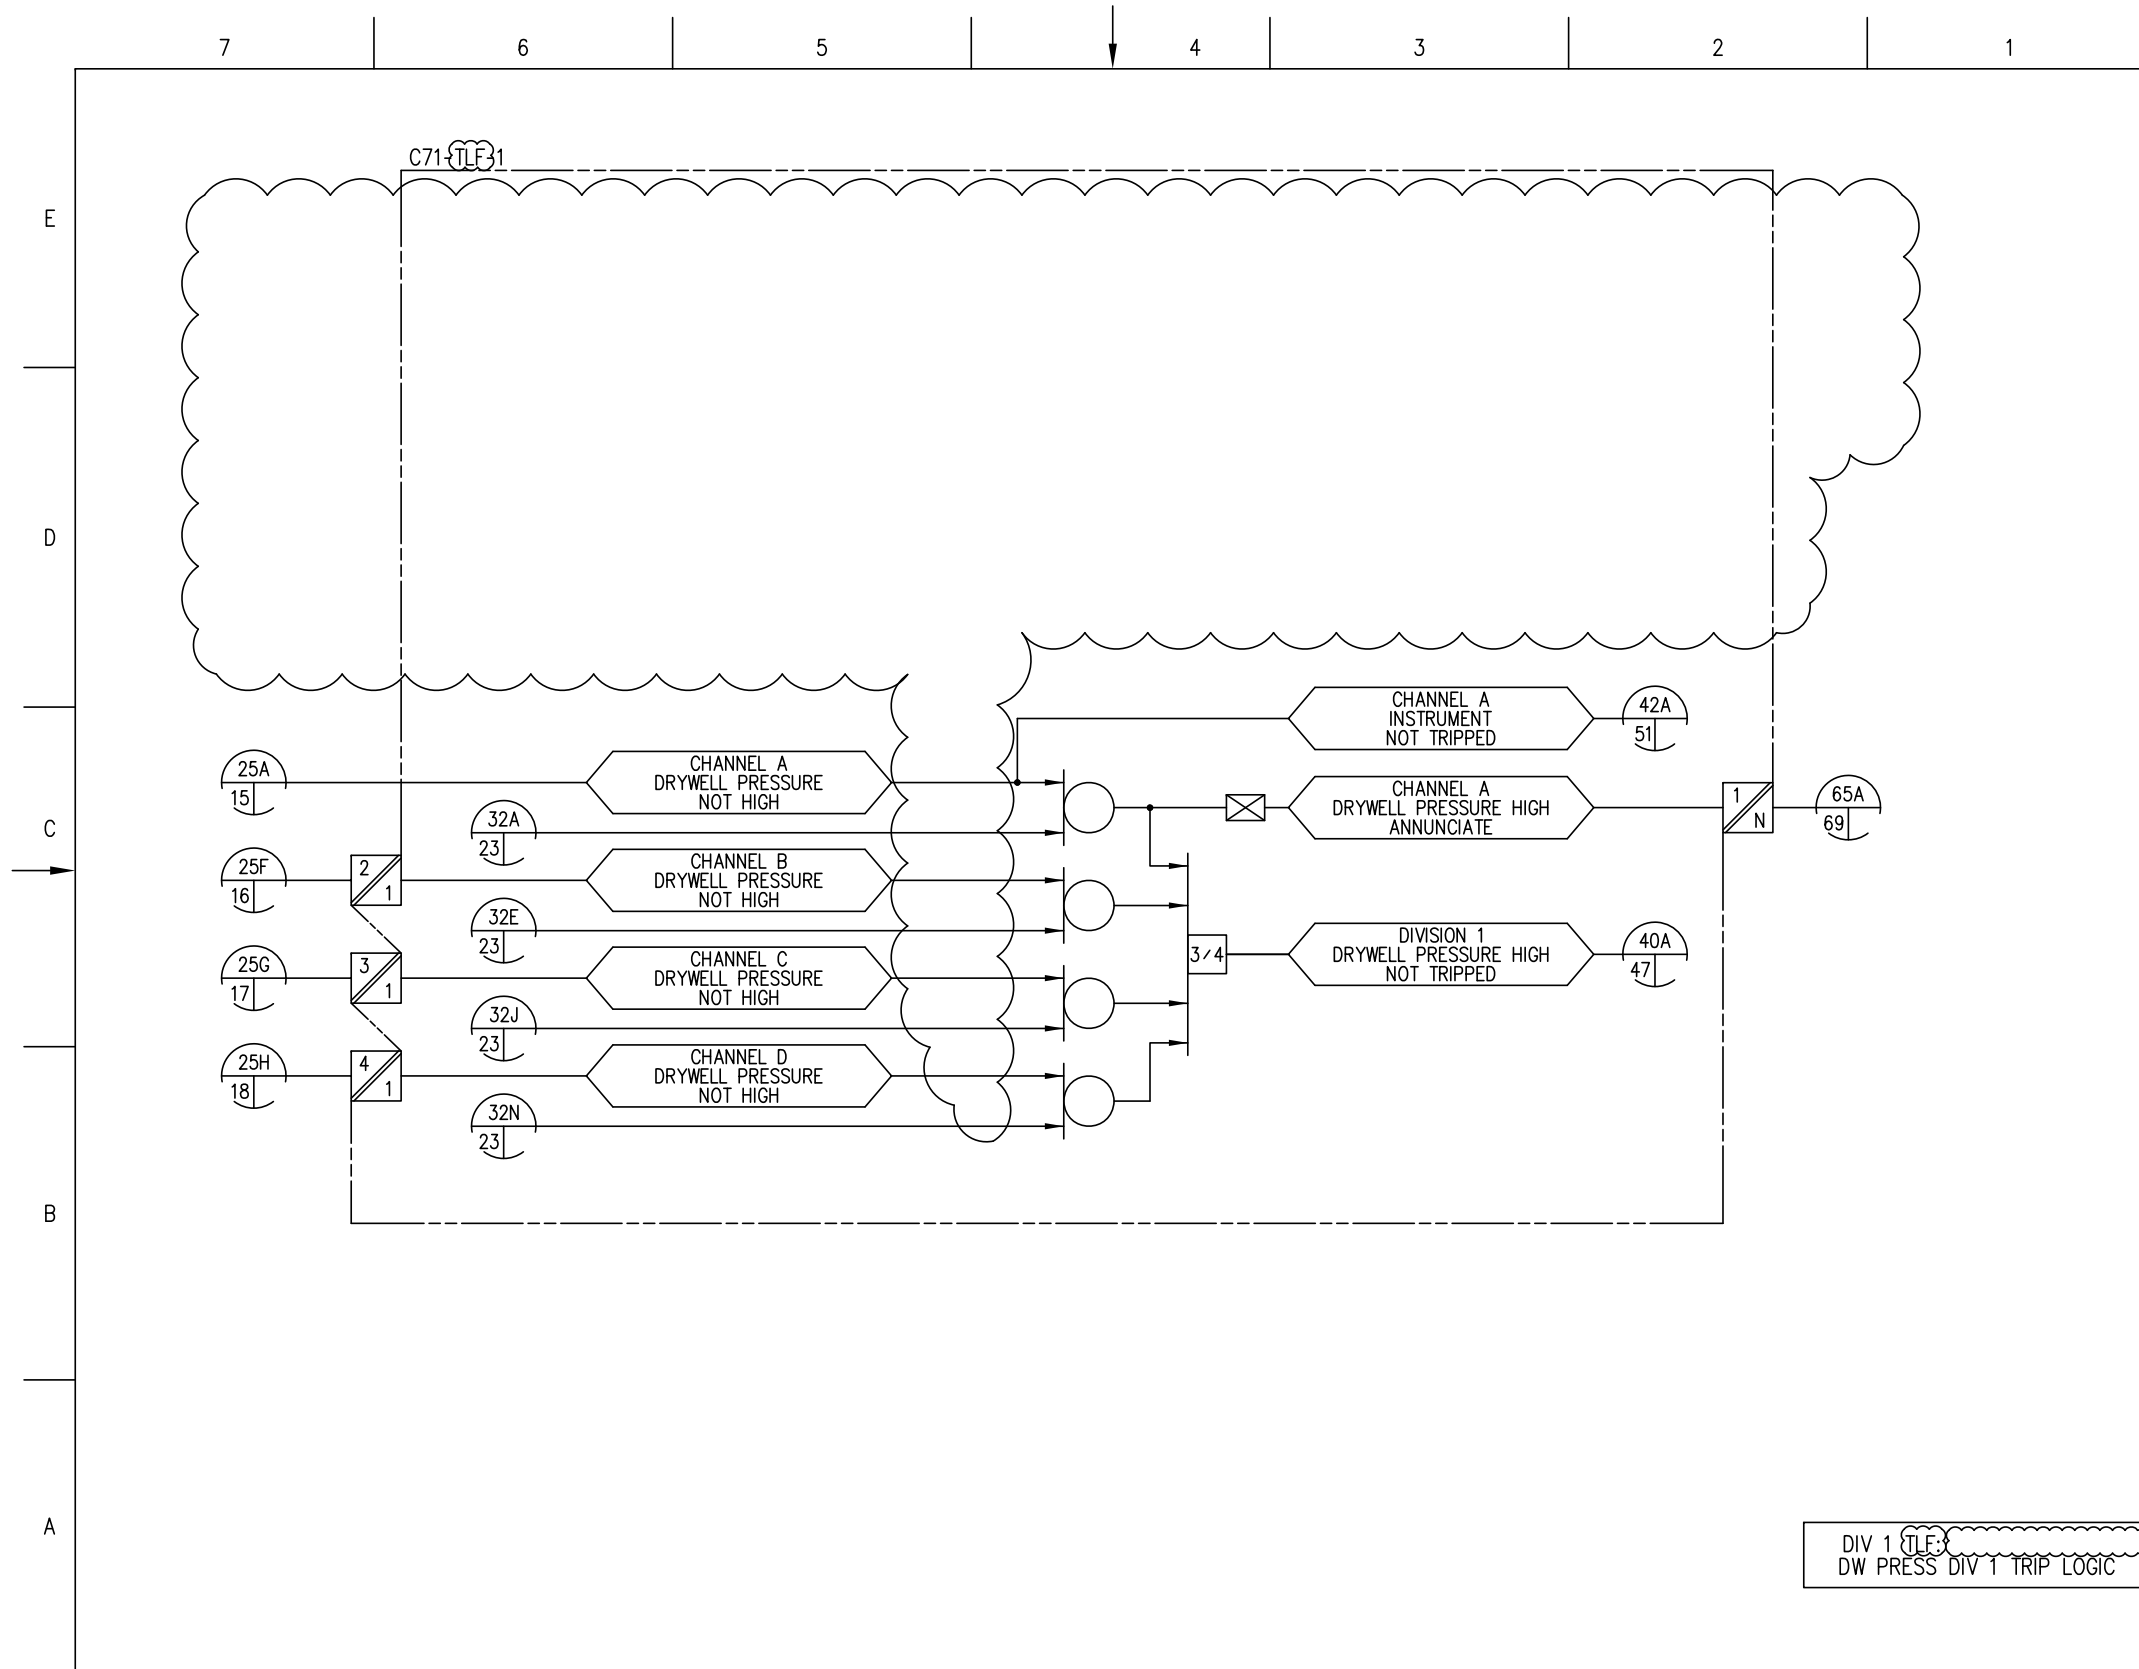 7 6 5 4 3 2 1
C71-TLF-1
E
D
CHANNEL A
INSTRUMENT
NOT TRIPPED
42A
51
25A
15
CHANNEL A
DRYWELL PRESSURE
NOT HIGH
CHANNEL A
DRYWELL PRESSURE HIGH
ANNUNCIATE
1
N
65A
69
C
32A
23
25F
16
2
1
CHANNEL B
DRYWELL PRESSURE
NOT HIGH
32E
23
3/4
DIVISION 1
DRYWELL PRESSURE HIGH
NOT TRIPPED
40A
47
25G
17
3
1
CHANNEL C
DRYWELL PRESSURE
NOT HIGH
32J
23
25H
18
4
1
CHANNEL D
DRYWELL PRESSURE
NOT HIGH
32N
23
B
A
DIV 1 TLF:
DW PRESS DIV 1 TRIP LOGIC